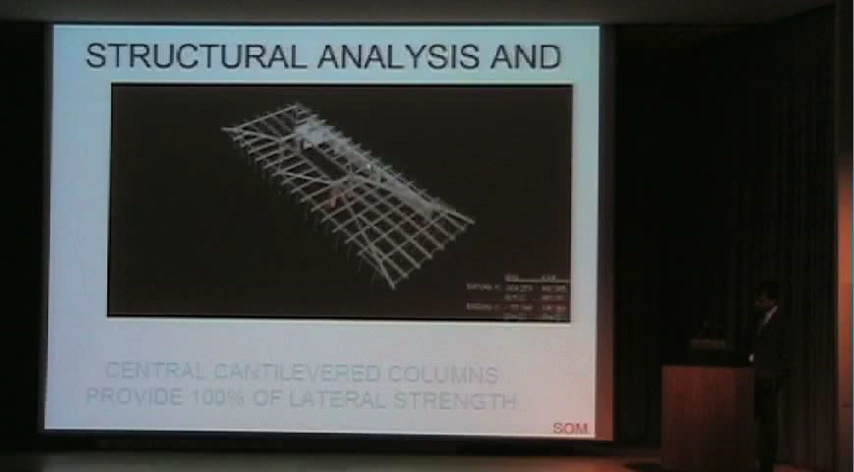 STRUCTURAL ANALYSIS AND
CENTRAL CANTILEVERED COLUMNS
PROVIDE 100% OF LATERAL STRENGTH
SOM